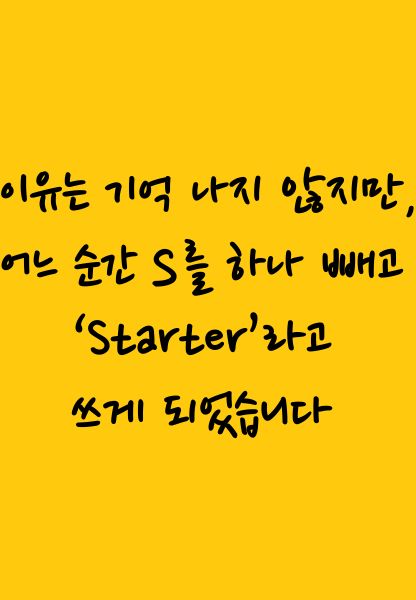 이유는 기억 나지 않지만,
어느 순간 S를 하나 빼고
‘Starter’라고
쓰게 되었습니다